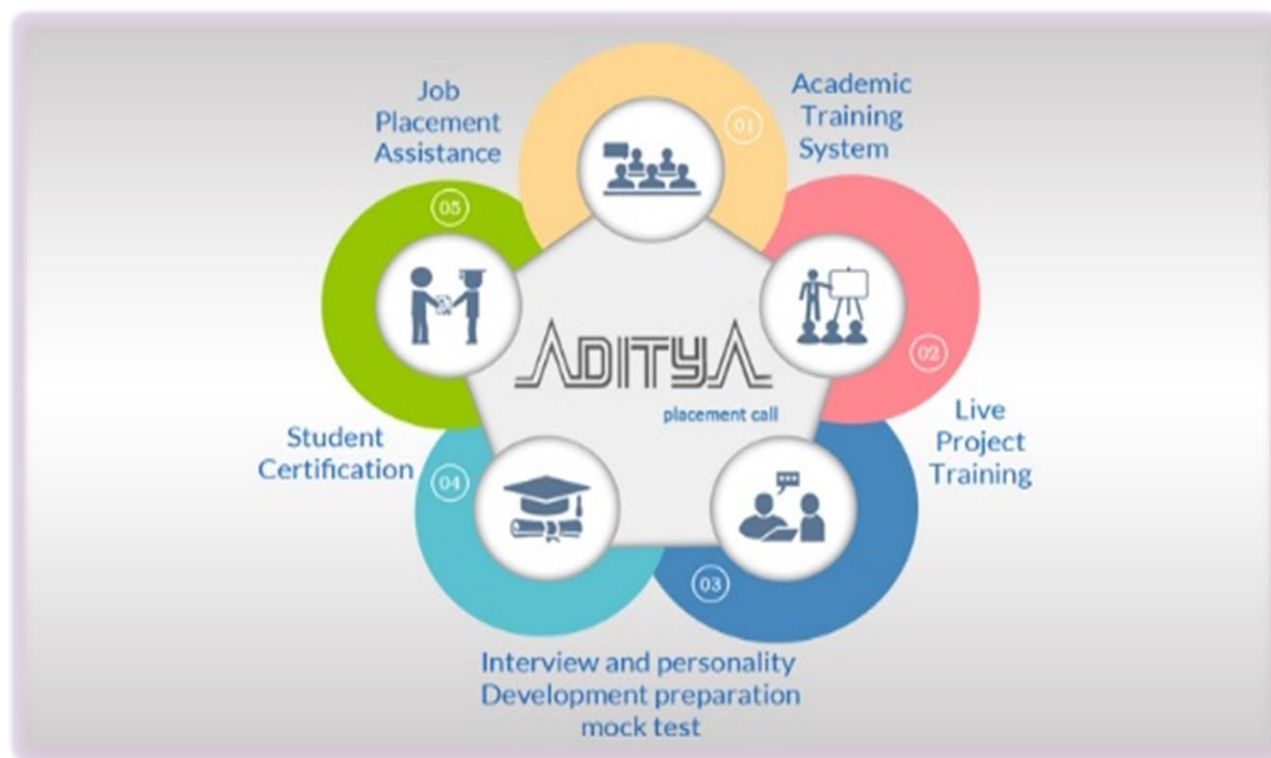 01
Academic
Training
System
02
Live
Project
Training
03
Interview and personality
Development preparation
mock test
04
Student
Certification
05
Job
Placement
Assistance
ADITYA
placement call